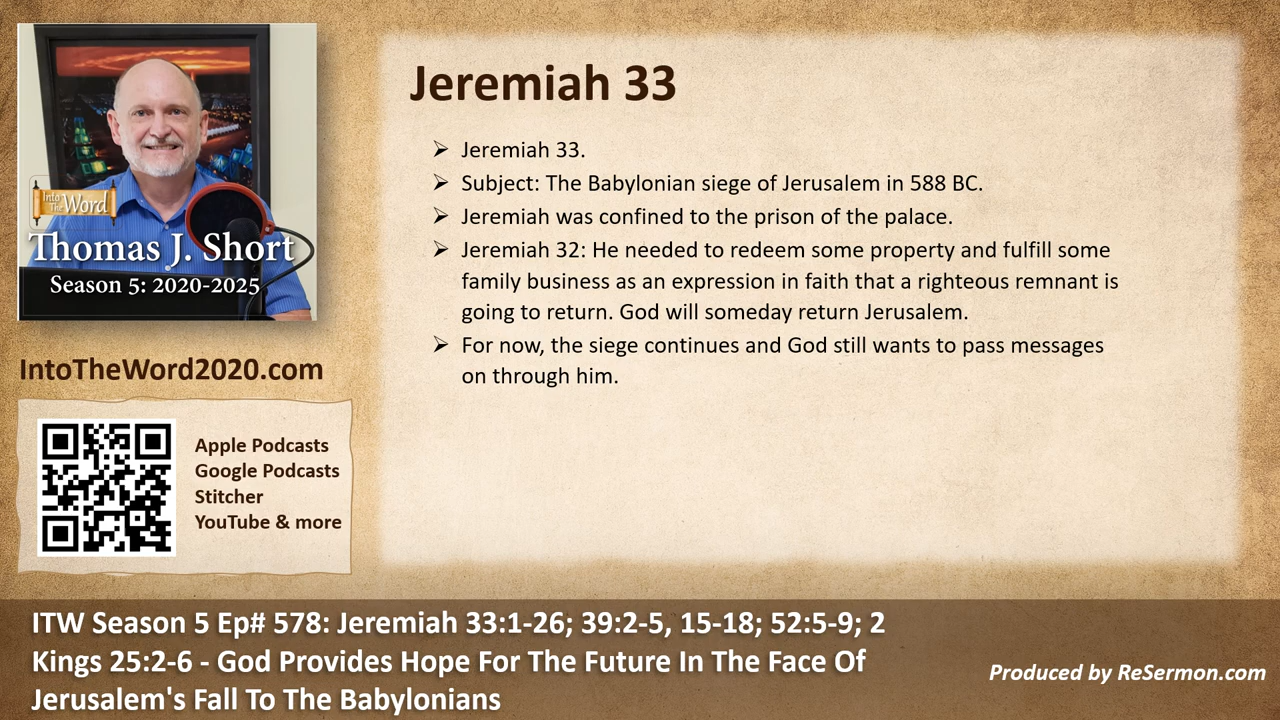 Into
The Word
Thomas J. Short
Season 5: 2020-2025
IntoTheWord2020.com
Apple Podcasts
Google Podcasts
Stitcher
YouTube & more
Jeremiah 33
➢ Jeremiah 33.
➢ Subject: The Babylonian siege of Jerusalem in 588 BC.
➢ Jeremiah was confined to the prison of the palace.
➢ Jeremiah 32: He needed to redeem some property and fulfill some
family business as an expression in faith that a righteous remnant is
going to return. God will someday return Jerusalem.
➢ For now, the siege continues and God still wants to pass messages
on through him.
ITW Season 5 Ep# 578: Jeremiah 33:1-26; 39:2-5, 15-18; 52:5-9; 2
Kings 25:2-6 - God Provides Hope For The Future In The Face Of
Jerusalem's Fall To The Babylonians
Produced by ReSermon.com